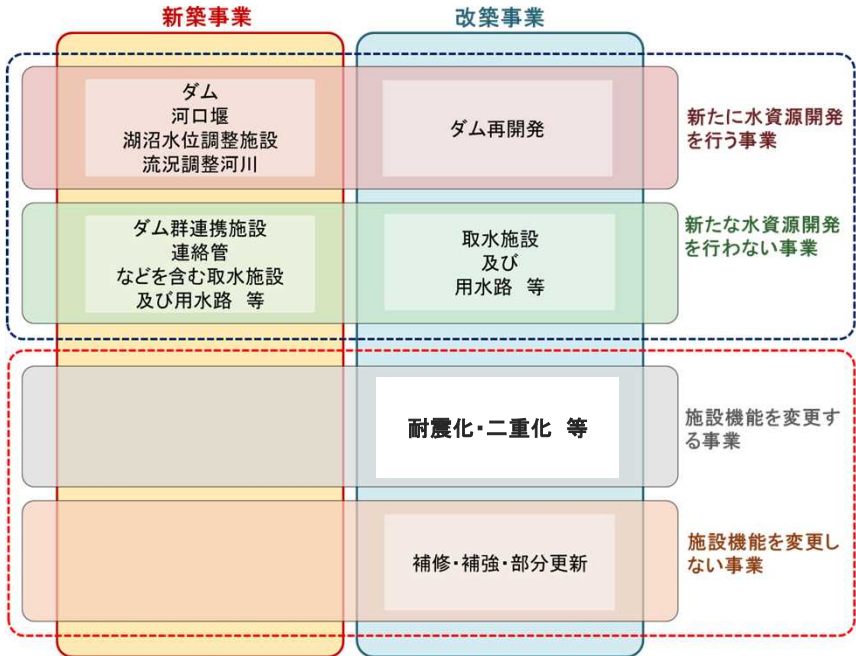 新築事業
改築事業
ダム
河口堰
湖沼水位調整施設
流況調整河川
ダム再開発
新たに水資源開発
を行う事業
ダム群連携施設
連絡管
などを含む取水施設
及び用水路 等
取水施設
及び
用水路 等
新たな水資源開発
を行わない事業
耐震化・二重化 等
施設機能を変更す
る事業
補修・補強・部分更新
施設機能を変更し
ない事業